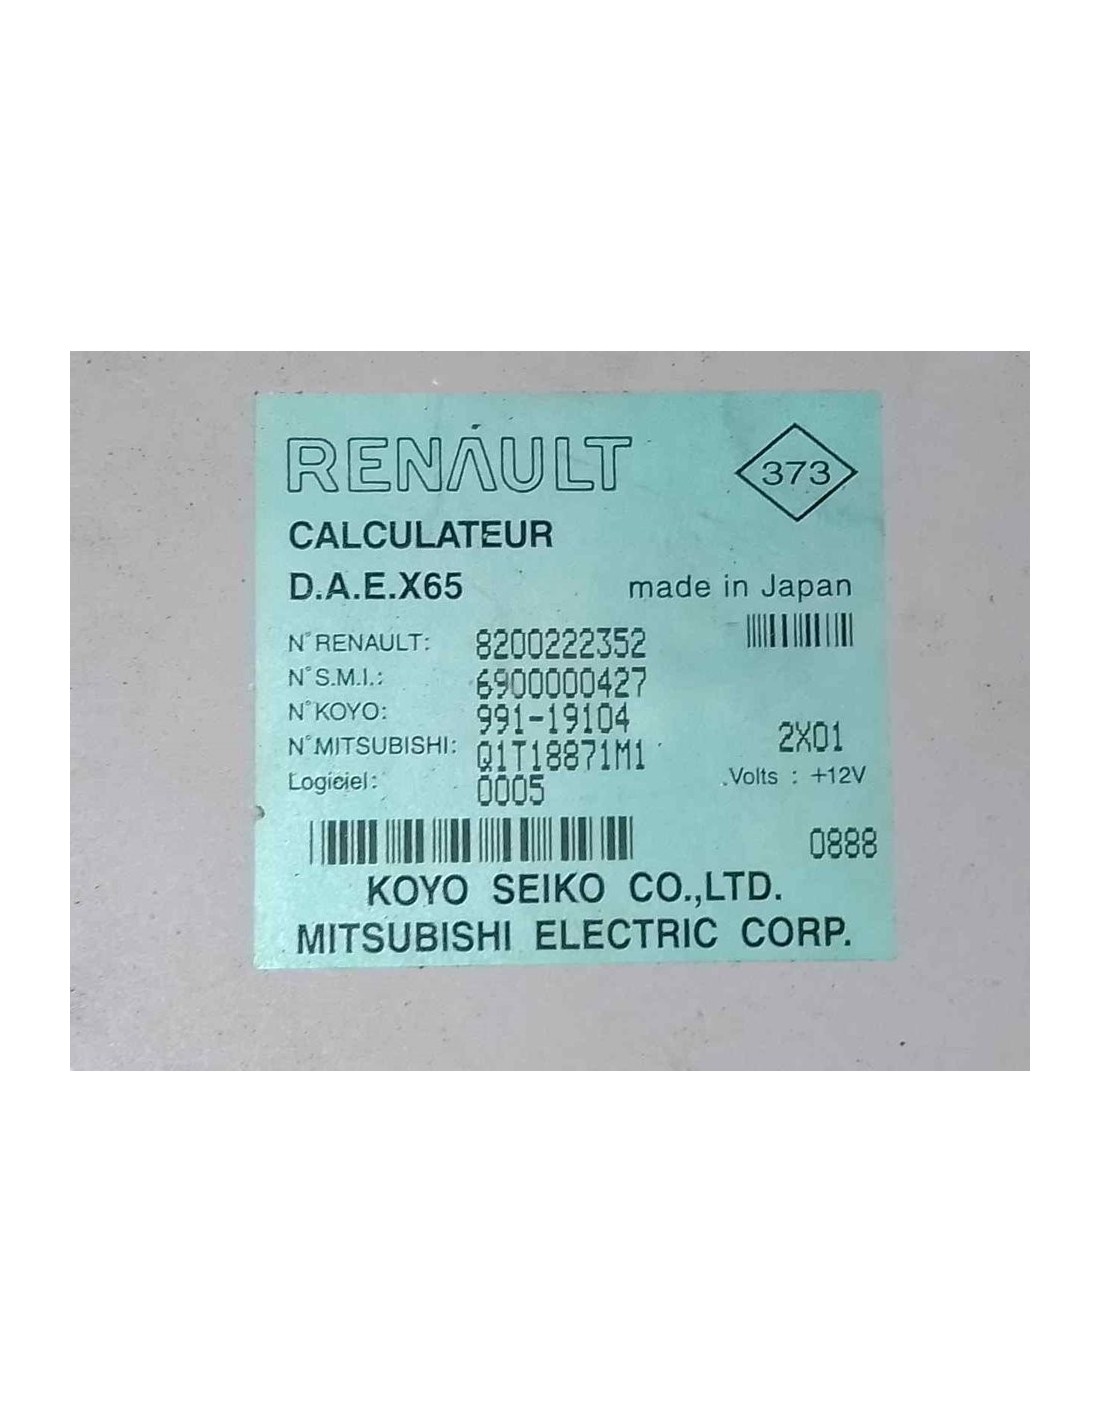 RENAULT
373
CALCULATEUR
D.A.E.X65 made in Japan
N° RENAULT: 8200222352
N° S.M.I.: 6900000427
N° KOYO: 991-19104
2X01
N° MITSUBISHI: Q1T18871M1
Volts : +12V
Logiciel: 0005
0888
KOYO SEIKO CO.,LTD.
MITSUBISHI ELECTRIC CORP.